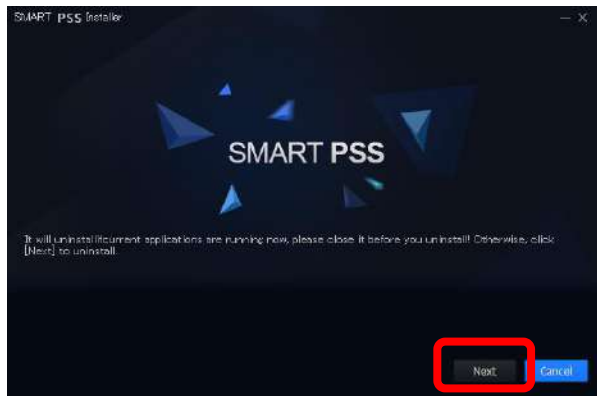 SMART PSS Installer
SMART PSS
It will uninstall!If current applications are running now, please close it before you uninstall! Otherwise, click
[Next] to uninstall.
Next
Cancel